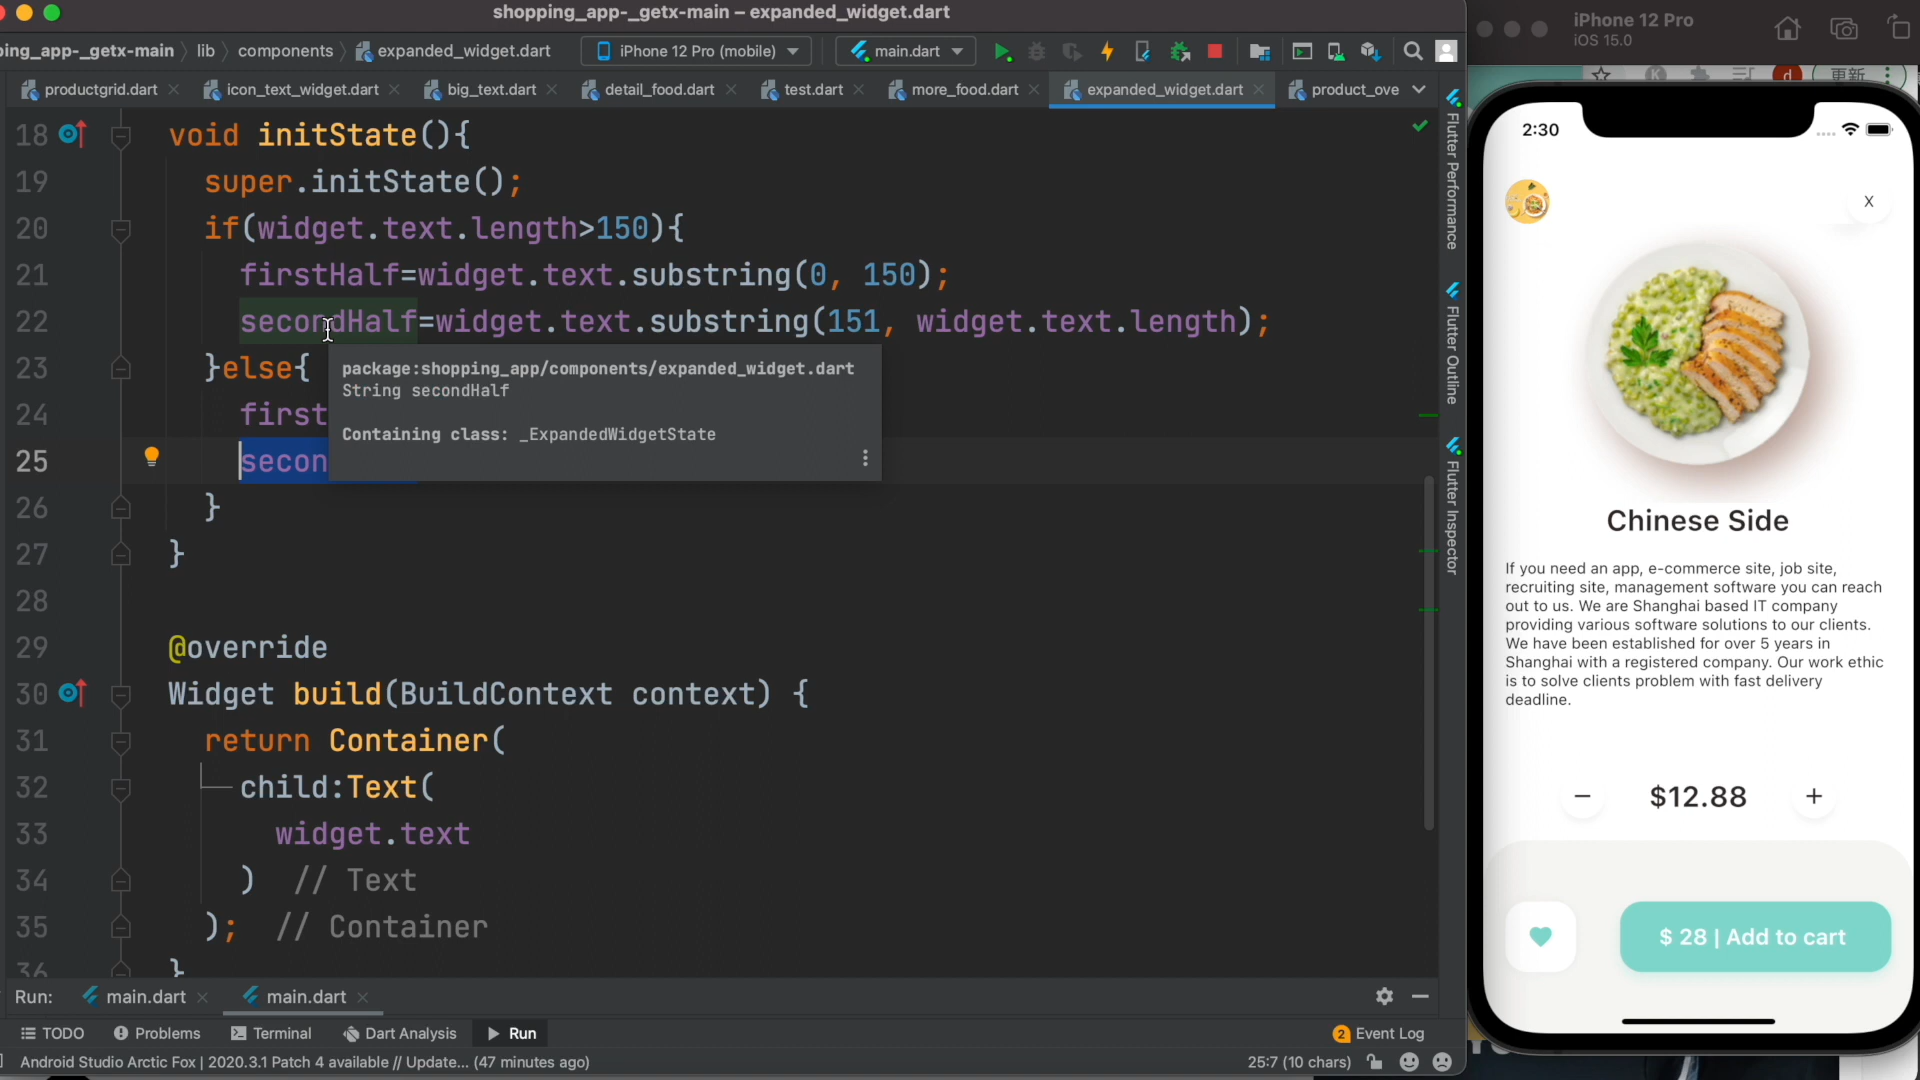 shopping_app-_getx-main – expanded_widget.dart
ing_app-_getx-main
lib
components
expanded_widget.dart
iPhone 12 Pro (mobile)
main.dart
productgrid.dart
icon_text_widget.dart
big_text.dart
detail_food.dart
test.dart
more_food.dart
expanded_widget.dart
product_ove
18 void initState(){
19 super.initState();
20 if(widget.text.length>150){
21 firstHalf=widget.text.substring(0, 150);
22 secondHalf=widget.text.substring(151, widget.text.length);
23 }else{
24 first
25 secon
26 }
27 }
28
29 @override
30 Widget build(BuildContext context) {
31 return Container(
32 child:Text(
33 widget.text
34 ) // Text
35 ); // Container
36 }
package:shopping_app/components/expanded_widget.dart
String secondHalf
Containing class: _ExpandedWidgetState
Flutter Performance
Flutter Outline
Flutter Inspector
Run:
main.dart
main.dart
TODO
Problems
Terminal
Dart Analysis
Run
2 Event Log
Android Studio Arctic Fox | 2020.3.1 Patch 4 available // Update... (47 minutes ago)
25:7 (10 chars)
iPhone 12 Pro
iOS 15.0
K
d
更新
2:30
X
Chinese Side
If you need an app, e-commerce site, job site,
recruiting site, management software you can reach
out to us. We are Shanghai based IT company
providing various software solutions to our clients.
We have been established for over 5 years in
Shanghai with a registered company. Our work ethic
is to solve clients problem with fast delivery
deadline.
− $12.88 +
$ 28 | Add to cart